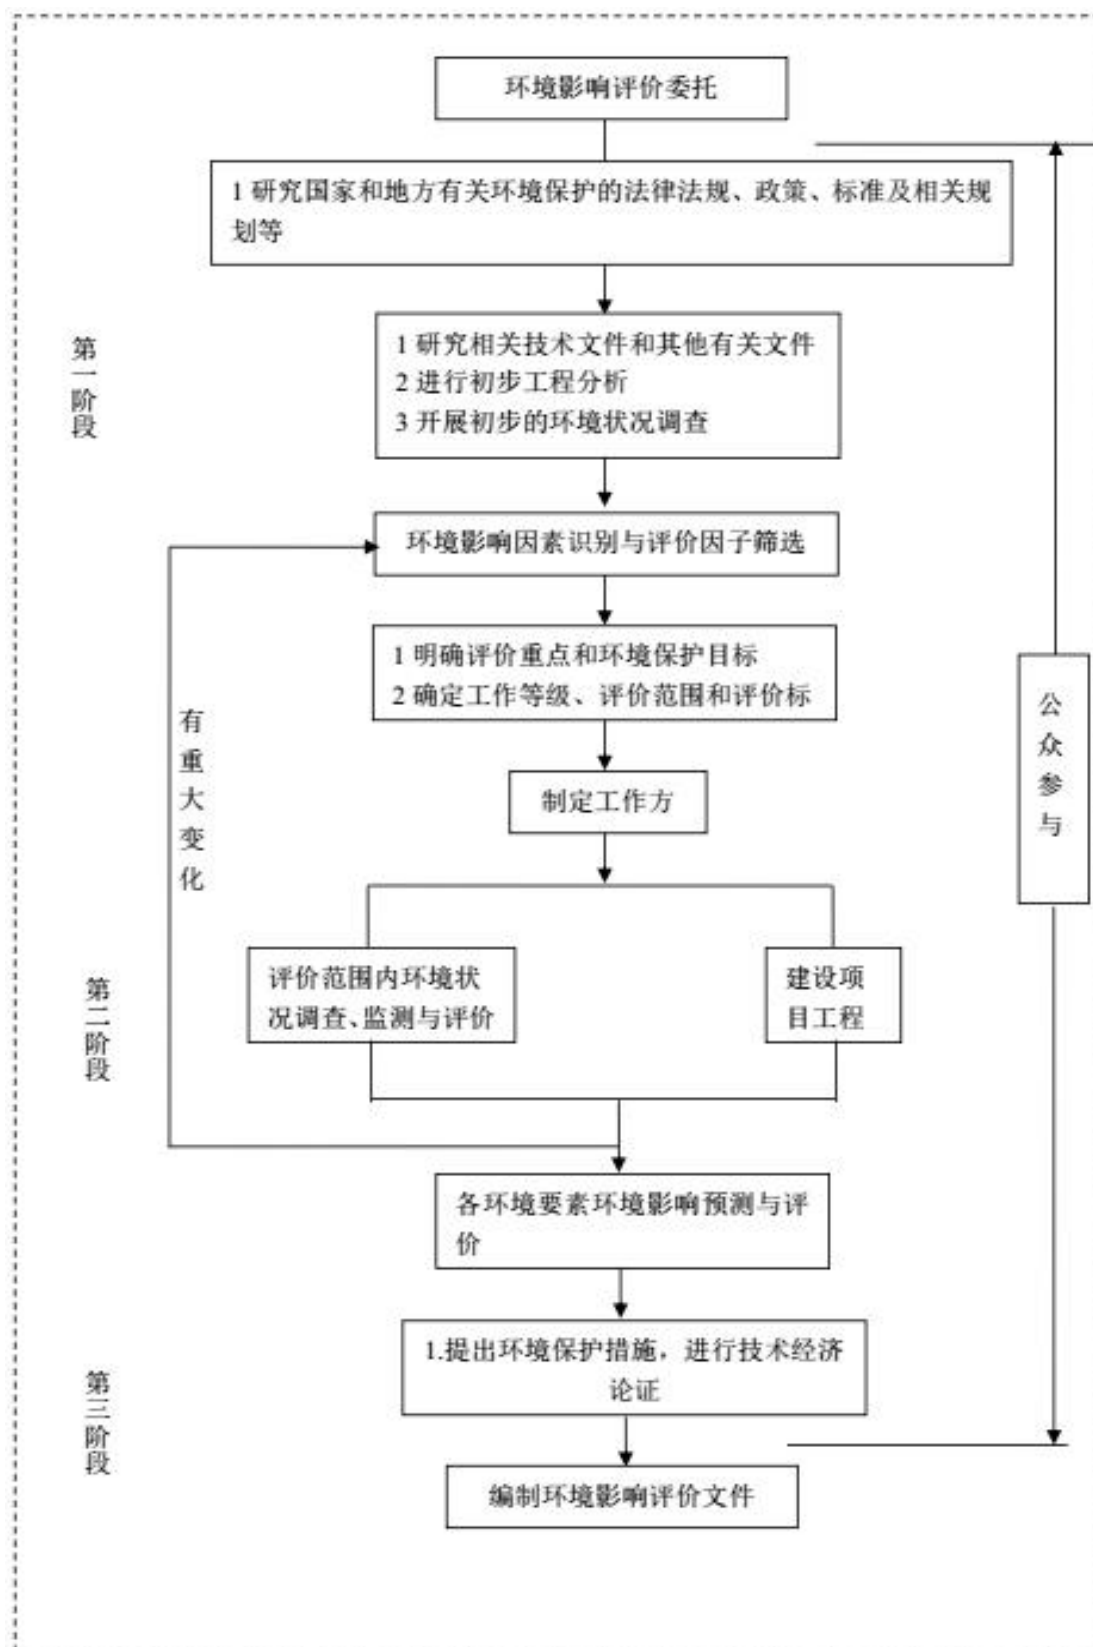 环境影响评价委托
1 研究国家和地方有关环境保护的法律法规、政策、标准及相关规
划等
第一阶段
1 研究相关技术文件和其他有关文件
2 进行初步工程分析
3 开展初步的环境状况调查
环境影响因素识别与评价因子筛选
1 明确评价重点和环境保护目标
2 确定工作等级、评价范围和评价标
有重大变化
公众参与
制定工作方
第二阶段
评价范围内环境状
况调查、监测与评价
建设项
目工程
各环境要素环境影响预测与评
价
第三阶段
1.提出环境保护措施，进行技术经济
论证
编制环境影响评价文件